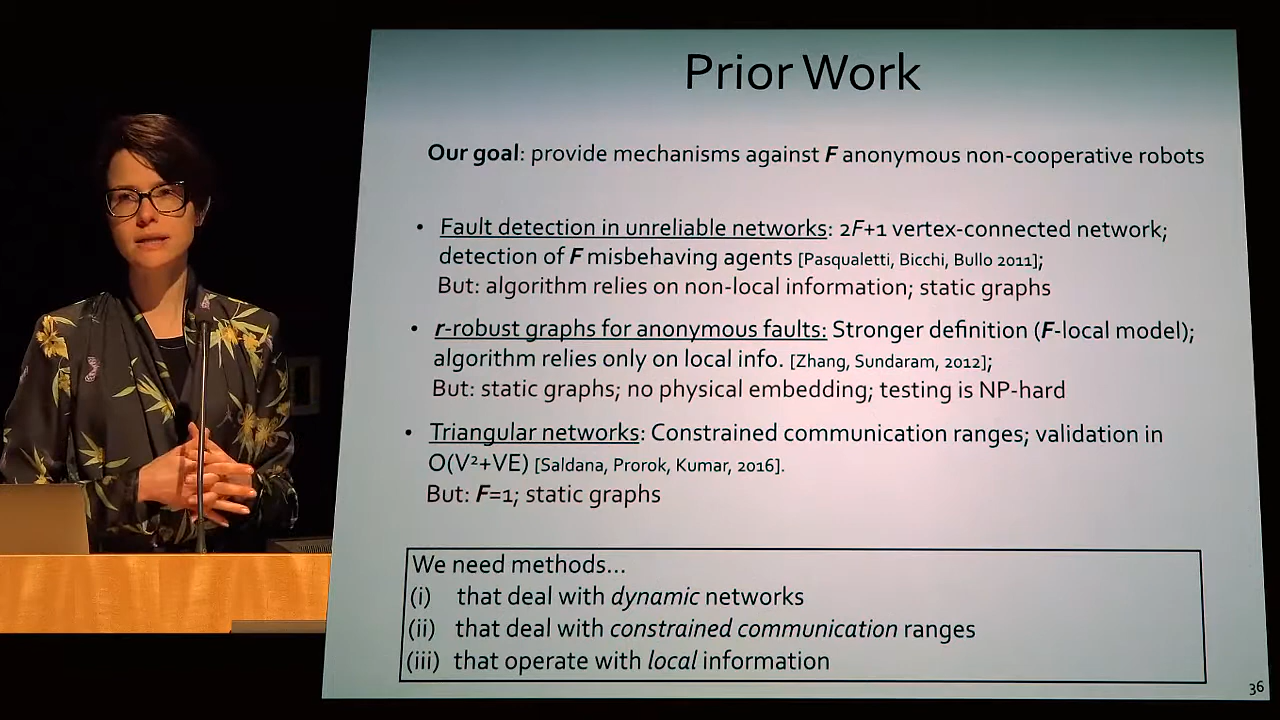 Prior Work
Our goal: provide mechanisms against F anonymous non-cooperative robots
• Fault detection in unreliable networks: 2F+1 vertex-connected network;
detection of F misbehaving agents [Pasqualetti, Bicchi, Bullo 2011];
But: algorithm relies on non-local information; static graphs
• r-robust graphs for anonymous faults: Stronger definition (F-local model);
algorithm relies only on local info. [Zhang, Sundaram, 2012];
But: static graphs; no physical embedding; testing is NP-hard
• Triangular networks: Constrained communication ranges; validation in
O(V²+VE) [Saldana, Prorok, Kumar, 2016].
But: F=1; static graphs
We need methods...
(i) that deal with dynamic networks
(ii) that deal with constrained communication ranges
(iii) that operate with local information
36